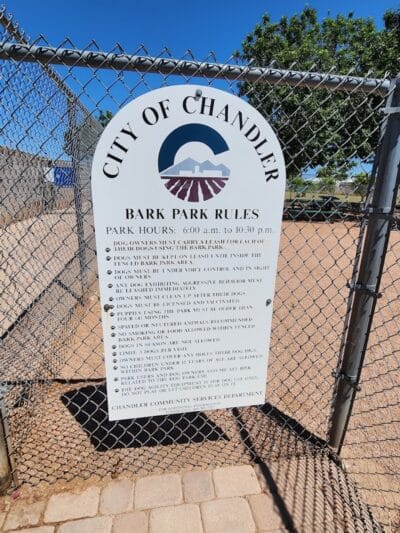 CITY OF CHANDLER
BARK PARK RULES
PARK HOURS: 6:00 a.m. to 10:30 p.m.
DOG OWNERS MUST CARRY A LEASH FOR EACH OF
THEIR DOGS USING THE BARK PARK.
DOGS MUST BE KEPT ON LEASH UNTIL INSIDE THE
FENCED BARK PARK AREA.
DOGS MUST BE UNDER VOICE CONTROL AND IN SIGHT
OF OWNERS
ANY DOG EXHIBITING AGGRESSIVE BEHAVIOR MUST
BE LEASHED IMMEDIATELY
OWNERS MUST CLEAN UP AFTER THEIR DOGS
DOGS MUST BE LICENSED AND VACCINATED
PUPPIES USING THE PARK MUST BE OLDER THAN
FOUR MONTHS
SPAYED OR NEUTERED ANIMALS RECOMMENDED
NO SMOKING OR FOOD ALLOWED WITHIN FENCED
BARK PARK AREA
DOGS IN SEASON ARE NOT ALLOWED
LIMIT: 3 DOGS PER VISIT
OWNERS MUST COVER ANY HOLES THEIR DOG DIGS
NO CHILDREN UNDER 12 YEARS OF AGE ARE ALLOWED
WITHIN BARK PARK
PARK USERS AND DOG OWNERS ASSUME ANY RISK
RELATED TO THE DOG PARK USE
THE DOG AGILITY EQUIPMENT IS FOR DOG USE ONLY.
DO NOT PLAY OR LET CHILDREN PLAY ON IT
CHANDLER COMMUNITY SERVICES DEPARTMENT